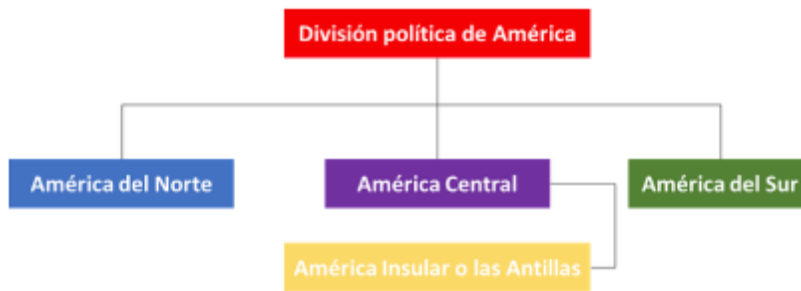 División política de América
América del Norte
América Central
América del Sur
América Insular o las Antillas